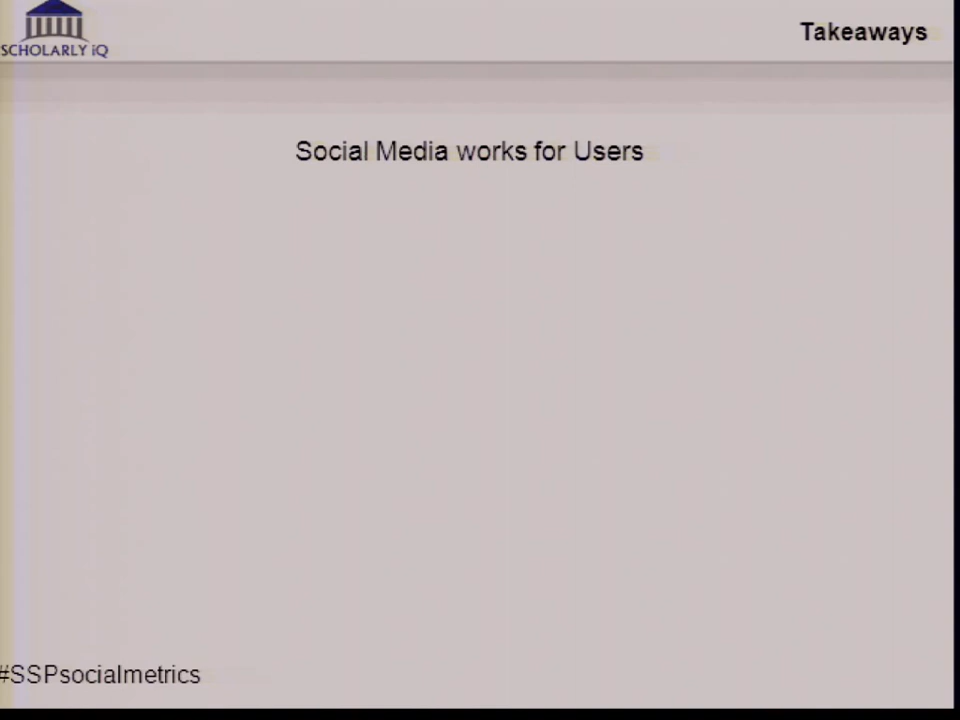 SCHOLARLY iQ
Takeaways
Social Media works for Users
#SSPsocialmetrics